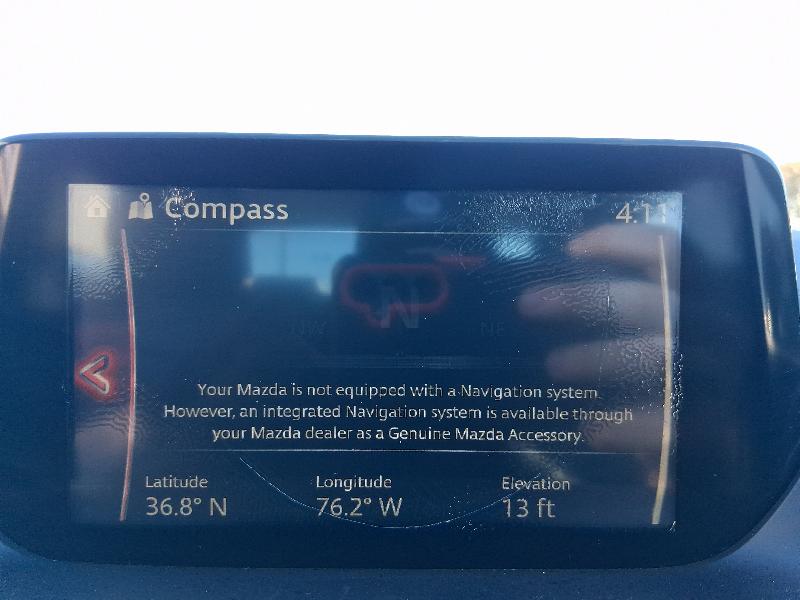 Compass 4:11
N
NW NE
Your Mazda is not equipped with a Navigation system.
However, an integrated Navigation system is available through
your Mazda dealer as a Genuine Mazda Accessory.
Latitude Longitude Elevation
36.8° N 76.2° W 13 ft